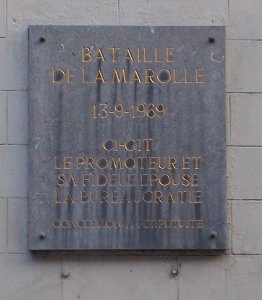 BATAILLE
DE LA MAROLLE
13-9-1969
CI-GIT
LE PROMOTEUR ET
SA FIDELE EPOUSE
LA BUREAUCRATIE
CONCESSION A PERPETUITE